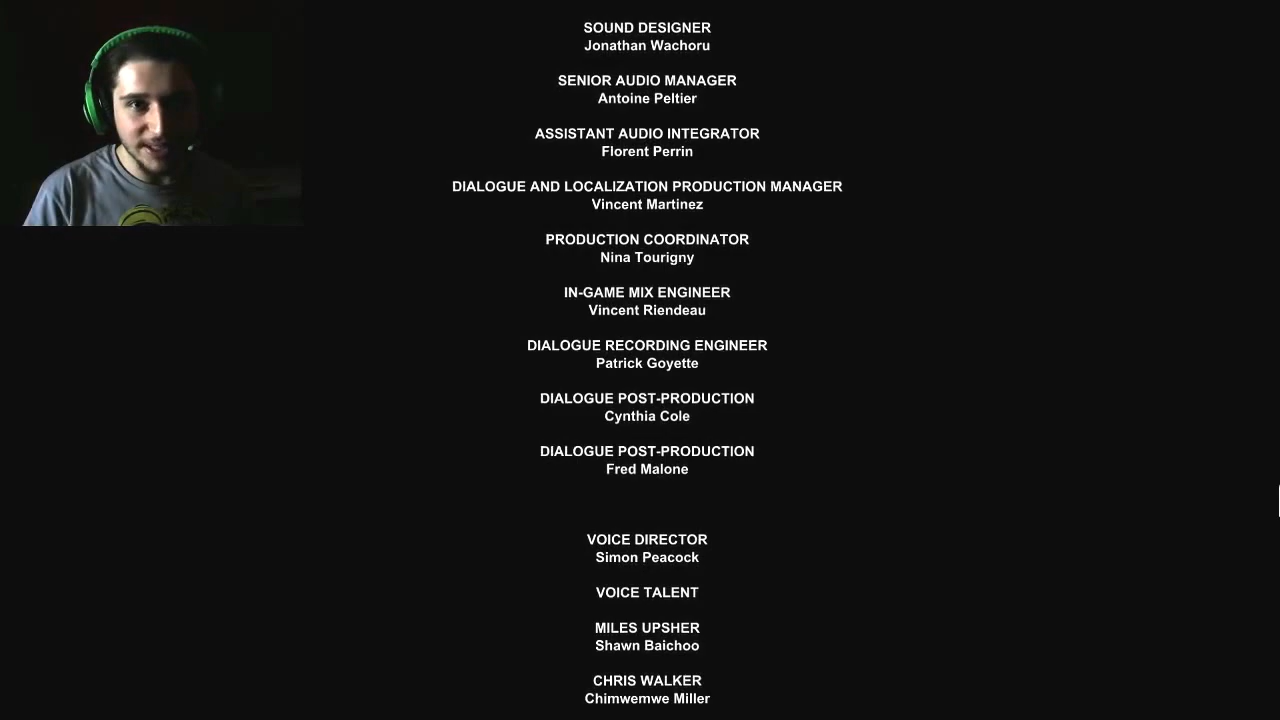 SOUND DESIGNER
Jonathan Wachoru
SENIOR AUDIO MANAGER
Antoine Peltier
ASSISTANT AUDIO INTEGRATOR
Florent Perrin
DIALOGUE AND LOCALIZATION PRODUCTION MANAGER
Vincent Martinez
PRODUCTION COORDINATOR
Nina Tourigny
IN-GAME MIX ENGINEER
Vincent Riendeau
DIALOGUE RECORDING ENGINEER
Patrick Goyette
DIALOGUE POST-PRODUCTION
Cynthia Cole
DIALOGUE POST-PRODUCTION
Fred Malone
VOICE DIRECTOR
Simon Peacock
VOICE TALENT
MILES UPSHER
Shawn Baichoo
CHRIS WALKER
Chimwemwe Miller